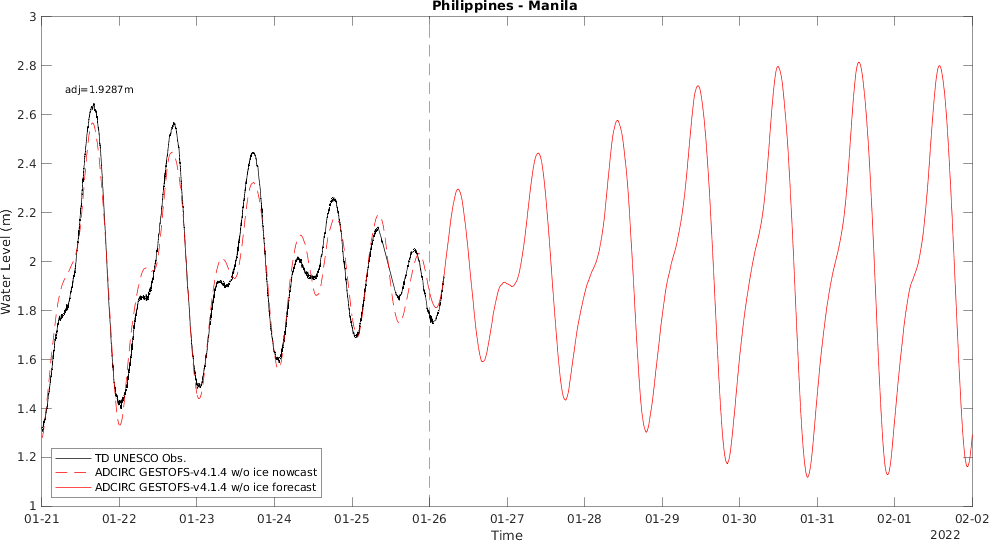 Philippines - Manila
3
2.8
adj=1.9287m
2.6
2.4
2.2
2
1.8
1.6
1.4
1.2
1
Water Level (m)
TD UNESCO Obs.
ADCIRC GESTOFS-v4.1.4 w/o ice nowcast
ADCIRC GESTOFS-v4.1.4 w/o ice forecast
01-21 01-22 01-23 01-24 01-25 01-26 01-27 01-28 01-29 01-30 01-31 02-01 02-02
Time
2022